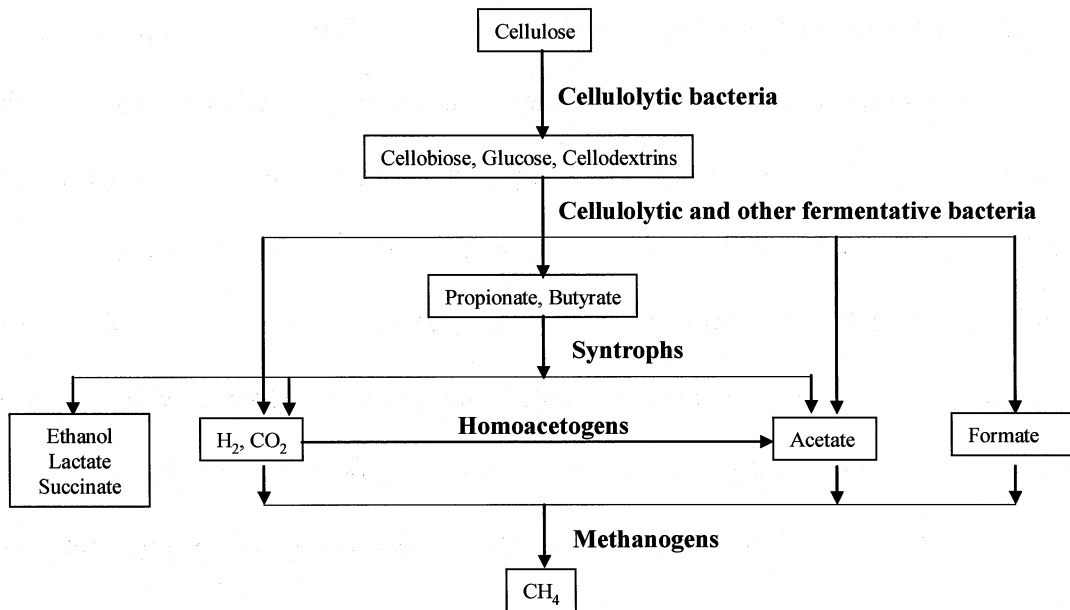 Cellulose
Cellulolytic bacteria
Cellobiose, Glucose, Cellodextrins
Cellulolytic and other fermentative bacteria
Propionate, Butyrate
Syntrophs
Ethanol
Lactate
Succinate
H₂, CO₂
Homoacetogens
Acetate
Formate
Methanogens
CH₄